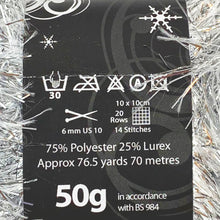 30
10 x 10cm
20
Rows
6 mm US 10
14 Stitches
75% Polyester 25% Lurex
Approx 76.5 yards 70 metres
50g
in accordance
with BS 984